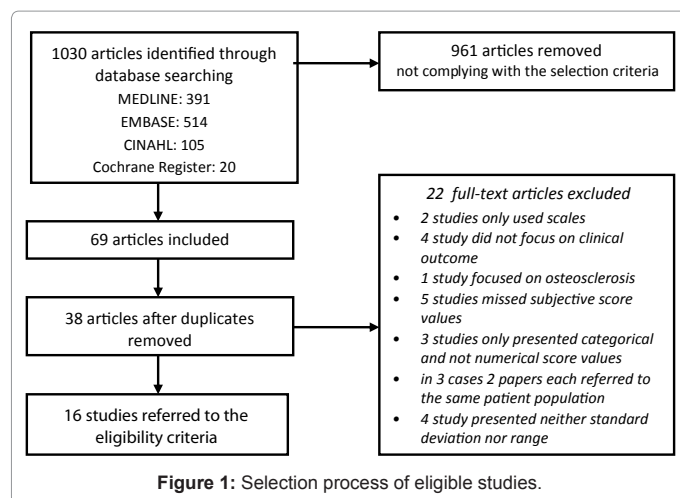 1030 articles identified through
database searching
MEDLINE: 391
EMBASE: 514
CINAHL: 105
Cochrane Register: 20
961 articles removed
not complying with the selection criteria
69 articles included
38 articles after duplicates
removed
16 studies referred to the
eligibility criteria
22 full-text articles excluded
• 2 studies only used scales
• 4 study did not focus on clinical
outcome
• 1 study focused on osteosclerosis
• 5 studies missed subjective score
values
• 3 studies only presented categorical
and not numerical score values
• in 3 cases 2 papers each referred to
the same patient population
• 4 study presented neither standard
deviation nor range
Figure 1: Selection process of eligible studies.